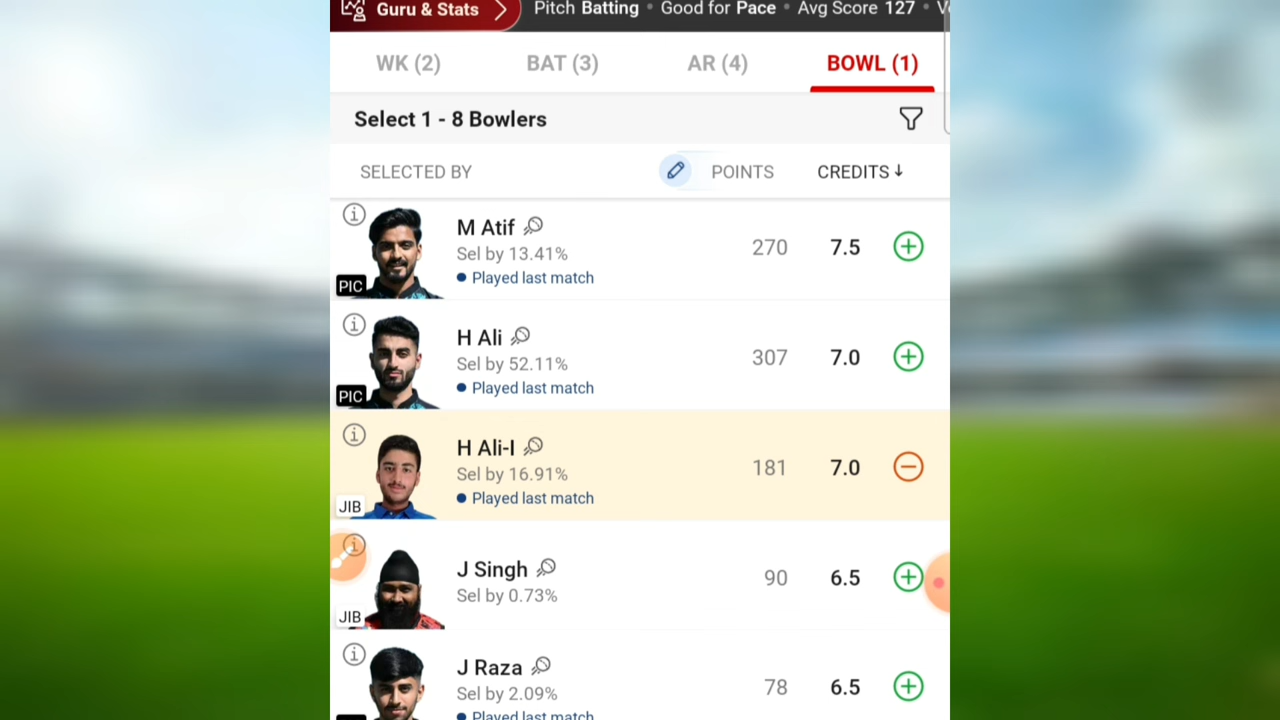 Guru & Stats
Pitch Batting • Good for Pace • Avg Score 127 •
WK (2) BAT (3) AR (4) BOWL (1)
Select 1 - 8 Bowlers
SELECTED BY POINTS CREDITS ↓
M Atif
Sel by 13.41% 270 7.5
PIC • Played last match
H Ali
Sel by 52.11% 307 7.0
PIC • Played last match
H Ali-I
Sel by 16.91% 181 7.0
JIB • Played last match
J Singh
Sel by 0.73% 90 6.5
JIB
J Raza
Sel by 2.09% 78 6.5
• Played last match